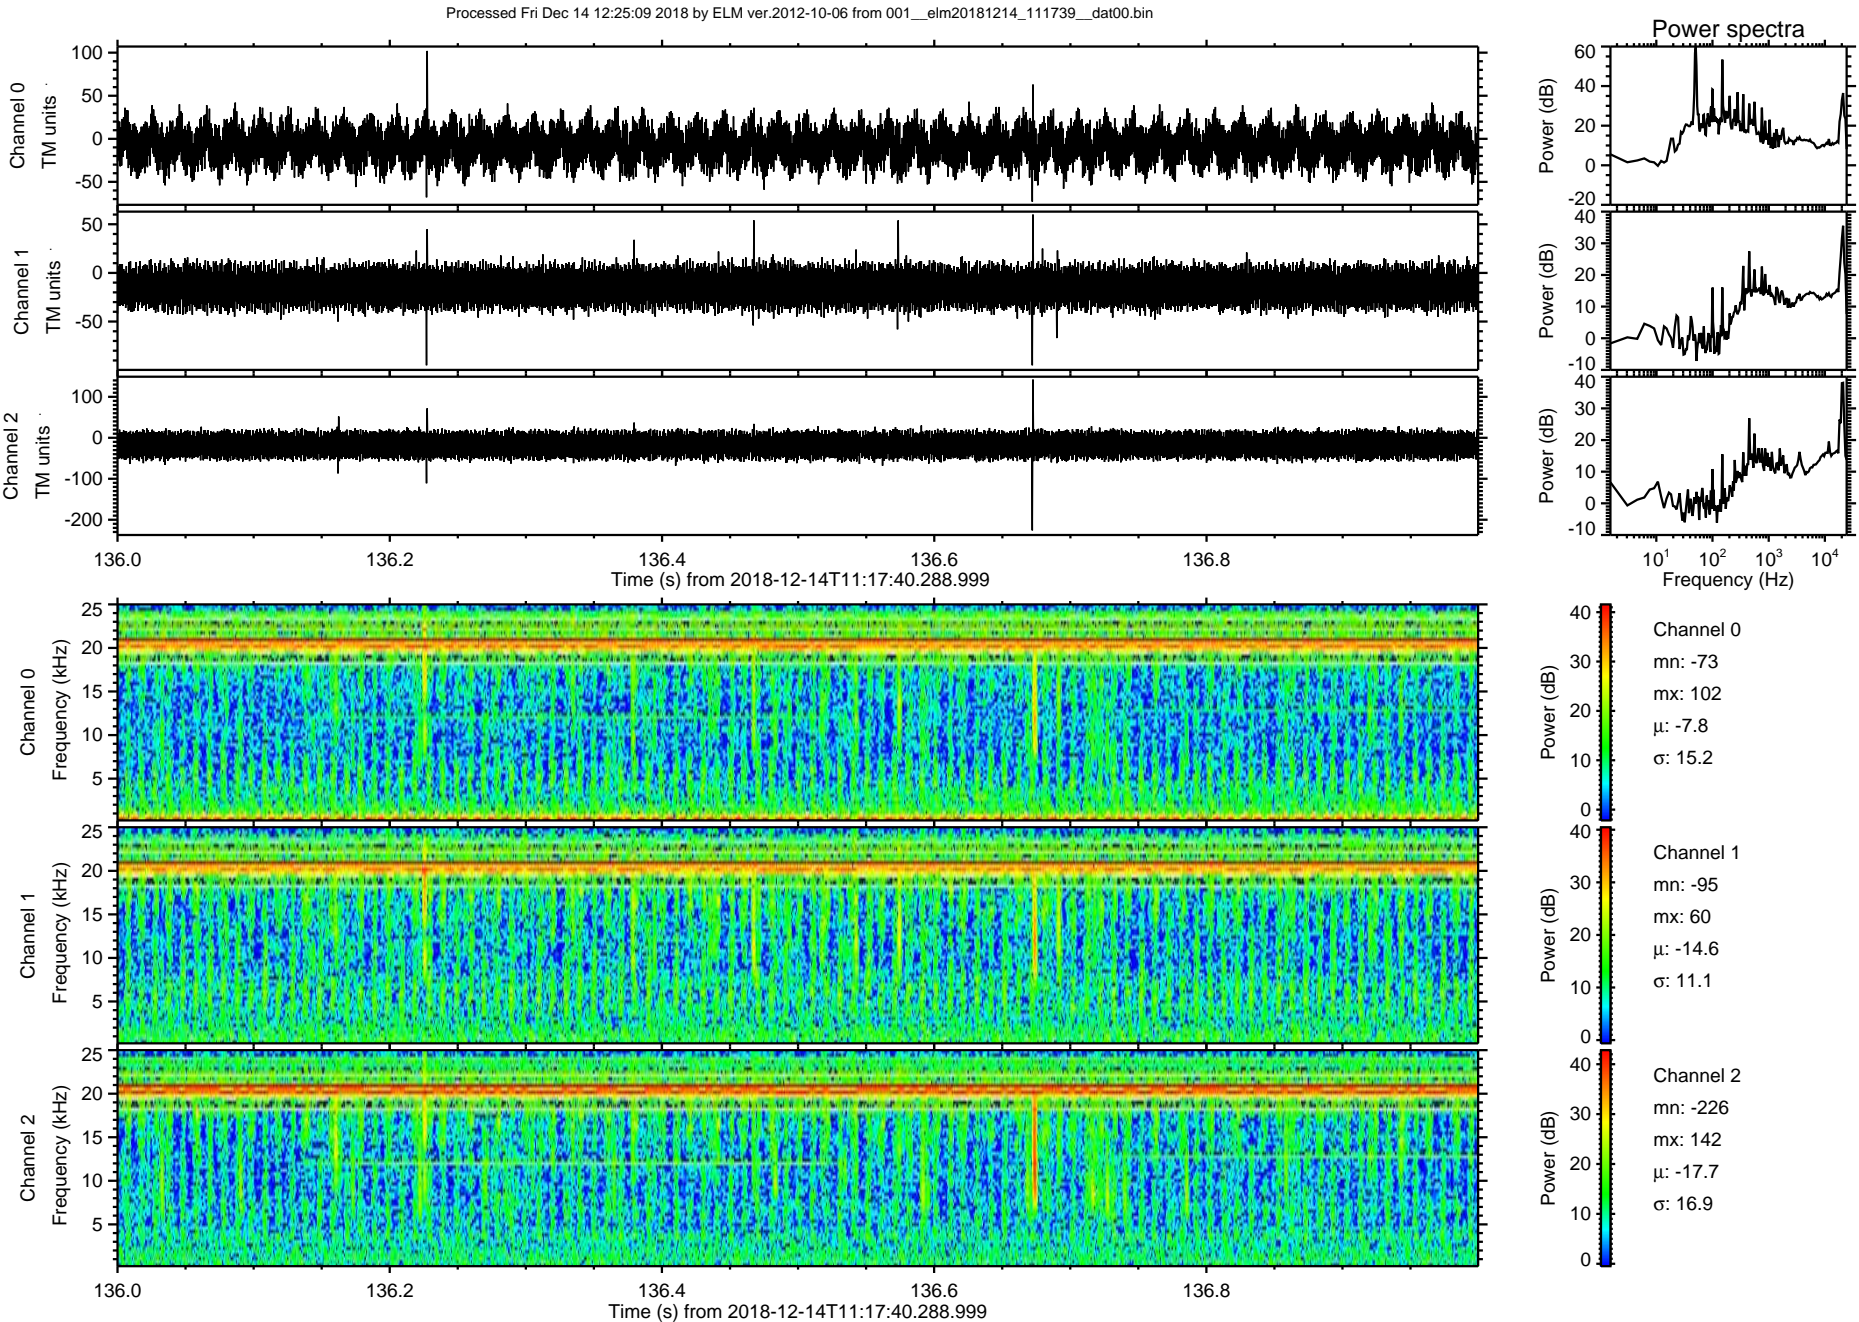 Processed Fri Dec 14 12:25:09 2018 by ELM ver.2012-10-06 from 001__elm20181214_111739__dat00.bin
Power spectra
Channel 0
TM units
100
50
0
-50
Power (dB)
60
40
20
0
-20
Channel 1
TM units
50
0
-50
Power (dB)
40
30
20
10
0
-10
Channel 2
TM units
100
0
-100
-200
Power (dB)
40
30
20
10
0
-10
136.0 136.2 136.4 136.6 136.8
Time (s) from 2018-12-14T11:17:40.288.999
10^1 10^2 10^3 10^4
Frequency (Hz)
Channel 0
Frequency (kHz)
25
20
15
10
5
Power (dB)
40
30
20
10
0
Channel 0
mn: -73
mx: 102
μ: -7.8
σ: 15.2
Channel 1
Frequency (kHz)
25
20
15
10
5
Power (dB)
40
30
20
10
0
Channel 1
mn: -95
mx: 60
μ: -14.6
σ: 11.1
Channel 2
Frequency (kHz)
25
20
15
10
5
Power (dB)
40
30
20
10
0
Channel 2
mn: -226
mx: 142
μ: -17.7
σ: 16.9
136.0 136.2 136.4 136.6 136.8
Time (s) from 2018-12-14T11:17:40.288.999